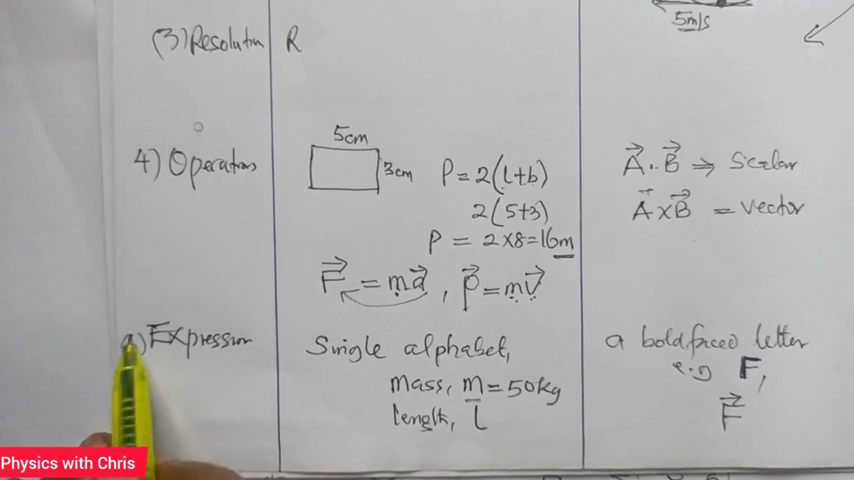 5m/s
(3) Resolution R
4) Operations
5cm
3cm
P = 2(l+b)
2(5+3)
P = 2×8=16m
F⃗ = ma⃗, p⃗ = mv⃗
A⃗ . B⃗ ⇒ Scalar
A⃗ × B⃗ = Vector
) Expression
Single alphabet,
mass, m = 50kg
length, l
a boldfaced letter
e.g F,
F⃗
Physics with Chris